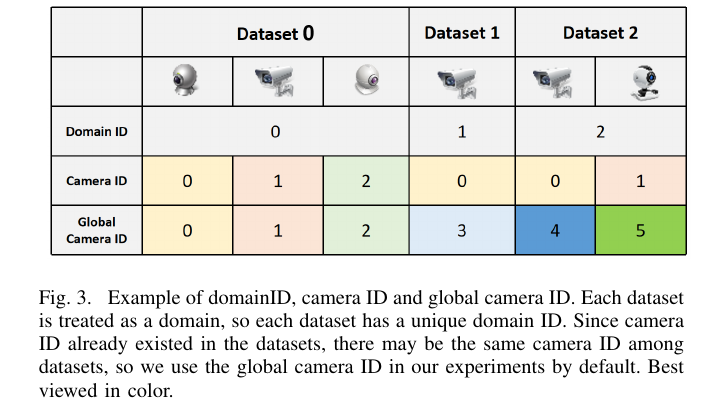 Dataset 0 Dataset 1 Dataset 2
Domain ID 0 1 2
Camera ID 0 1 2 0 0 1
Global
Camera ID 0 1 2 3 4 5
Fig. 3. Example of domainID, camera ID and global camera ID. Each dataset
is treated as a domain, so each dataset has a unique domain ID. Since camera
ID already existed in the datasets, there may be the same camera ID among
datasets, so we use the global camera ID in our experiments by default. Best
viewed in color.